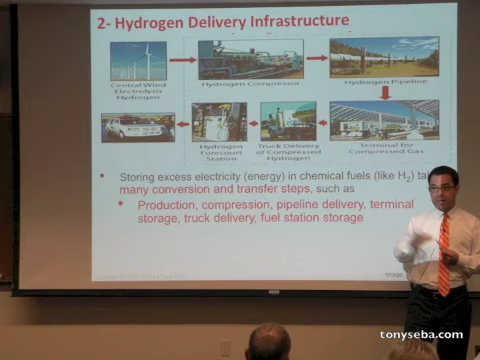 2- Hydrogen Delivery Infrastructure
Central Wind
Electrolysis
Hydrogen
Hydrogen Compressor
Hydrogen Pipeline
Hydrogen
Forecourt
Station
Truck Delivery
of Compressed
Hydrogen
Terminal for
Compressed Gas
• Storing excess electricity (energy) in chemical fuels (like H2)
many conversion and transfer steps, such as
• Production, compression, pipeline delivery, terminal
storage, truck delivery, fuel station storage
Image:
tonyseba.com